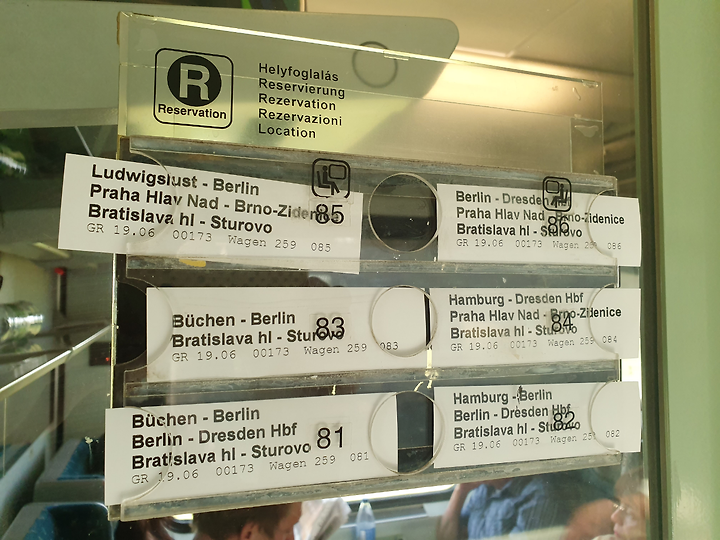 R
Reservation
Helyfoglalás
Reservierung
Rezervation
Rezervazioni
Location
Ludwigslust - Berlin
Praha Hlav Nad - Brno-Zidenice
Bratislava hl - Sturovo
GR 19.06 00173 Wagen 259 085
85
Berlin - Dresden Hbf
Praha Hlav Nad - Brno-Zidenice
Bratislava hl - Sturovo
GR 19.06 00173 Wagen 259 086
86
Büchen - Berlin
Bratislava hl - Sturovo
GR 19.06 00173 Wagen 259 083
83
Hamburg - Dresden Hbf
Praha Hlav Nad - Brno-Zidenice
Bratislava hl - Sturovo
GR 19.06 00173 Wagen 259 084
84
Büchen - Berlin
Berlin - Dresden Hbf
Bratislava hl - Sturovo
GR 19.06 00173 Wagen 259 081
81
Hamburg - Berlin
Berlin - Dresden Hbf
Bratislava hl - Sturovo
GR 19.06 00173 Wagen 259 082
82